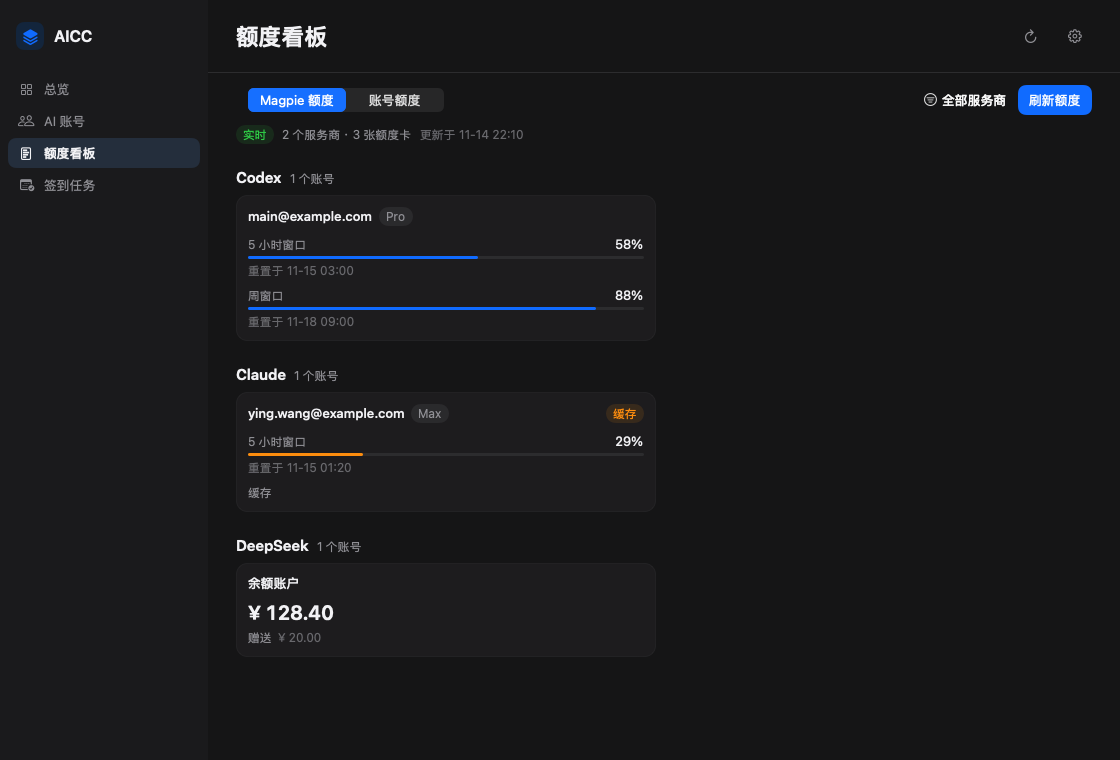 AICC
额度看板
总览
AI 账号
额度看板
签到任务
Magpie 额度 账号额度
全部服务商
刷新额度
实时 2 个服务商 · 3 张额度卡 更新于 11-14 22:10
Codex 1 个账号
main@example.com Pro
5 小时窗口 58%
重置于 11-15 03:00
周窗口 88%
重置于 11-18 09:00
Claude 1 个账号
ying.wang@example.com Max 缓存
5 小时窗口 29%
重置于 11-15 01:20
缓存
DeepSeek 1 个账号
余额账户
¥ 128.40
赠送 ¥ 20.00